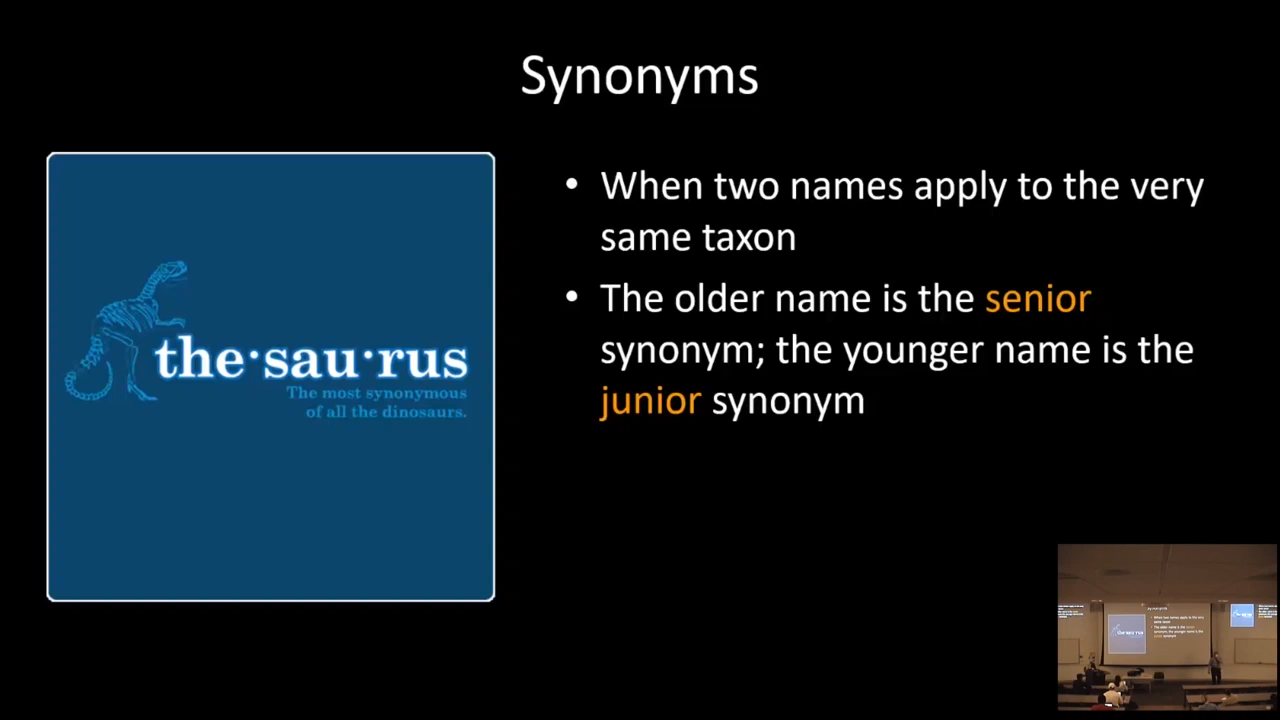 Synonyms
the·sau·rus
The most synonymous
of all the dinosaurs.
• When two names apply to the very
same taxon
• The older name is the senior
synonym; the younger name is the
junior synonym